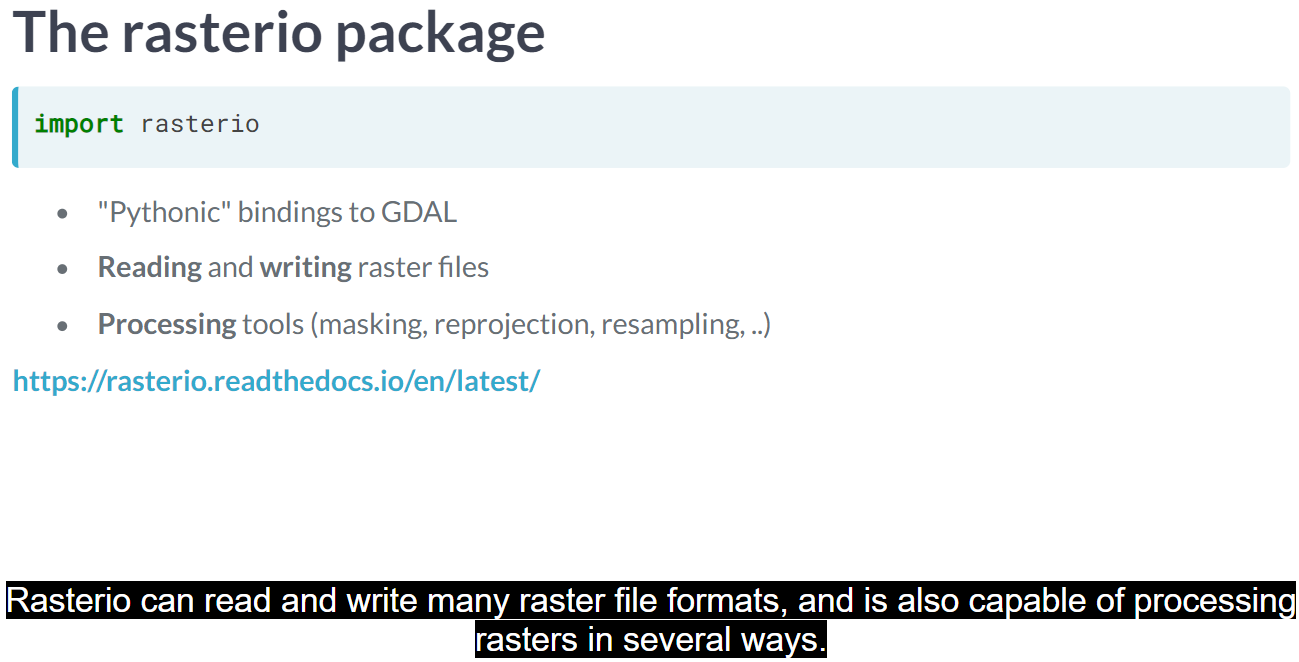 The rasterio package
import rasterio
• "Pythonic" bindings to GDAL
• Reading and writing raster files
• Processing tools (masking, reprojection, resampling, ..)
https://rasterio.readthedocs.io/en/latest/
Rasterio can read and write many raster file formats, and is also capable of processing
rasters in several ways.